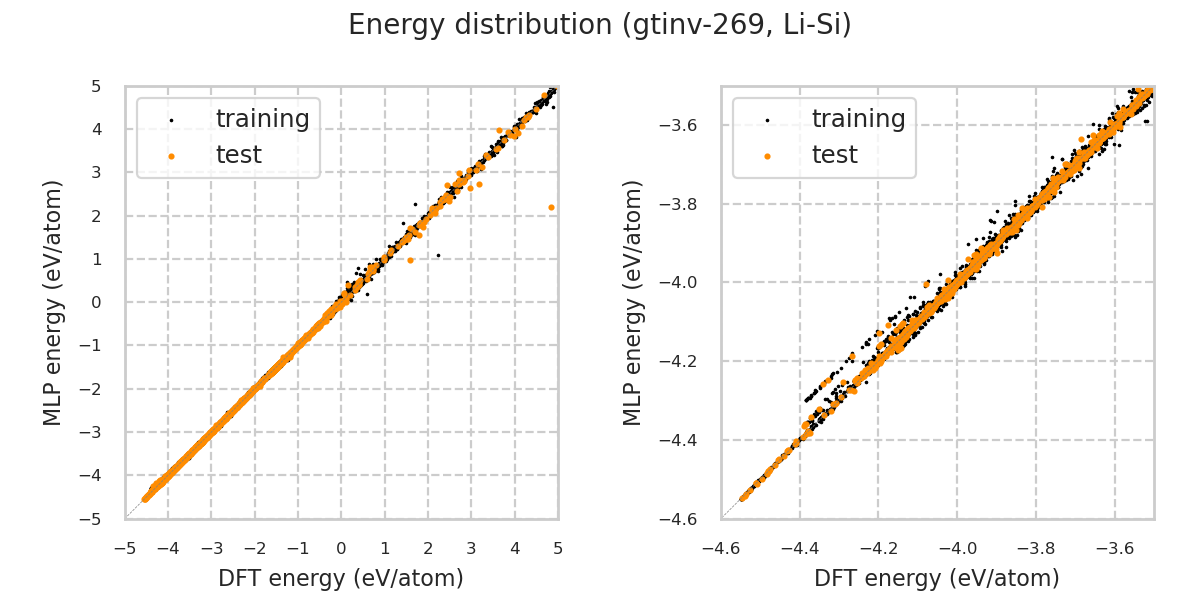 Energy distribution (gtinv-269, Li-Si)
training
test
5
4
3
2
1
0
−1
−2
−3
−4
−5
−5 −4 −3 −2 −1 0 1 2 3 4 5
DFT energy (eV/atom)
MLP energy (eV/atom)
training
test
−3.6
−3.8
−4.0
−4.2
−4.4
−4.6
−4.6 −4.4 −4.2 −4.0 −3.8 −3.6
DFT energy (eV/atom)
MLP energy (eV/atom)